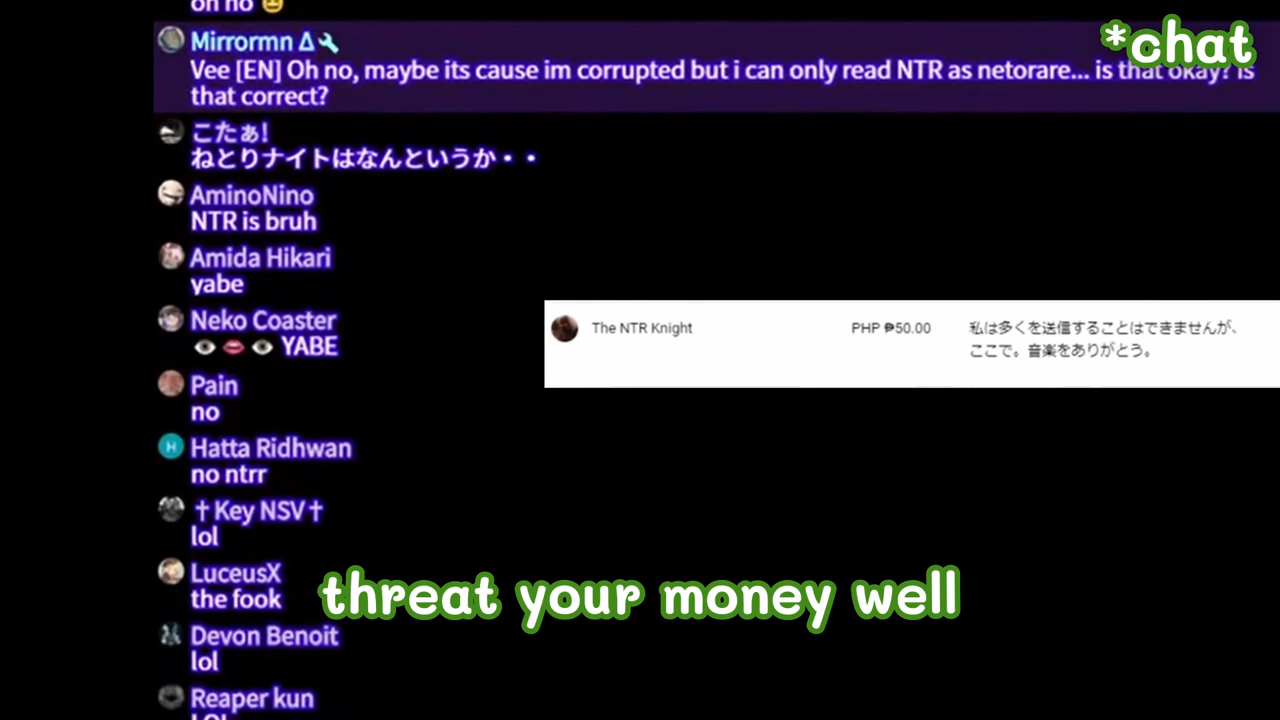 oh no
*chat
Mirrormn Δ
Vee [EN] Oh no, maybe its cause im corrupted but i can only read NTR as netorare... is that okay? Is
that correct?
こたぁ!
ねとりナイトはなんというか・・
AminoNino
NTR is bruh
Amida Hikari
yabe
Neko Coaster
YABE
The NTR Knight
PHP ₱50.00
私は多くを送信することはできませんが、
ここで。音楽をありがとう。
Pain
no
H
Hatta Ridhwan
no ntrr
†Key NSV†
lol
LuceusX
the fook
threat your money well
Devon Benoit
lol
Reaper kun
LOL